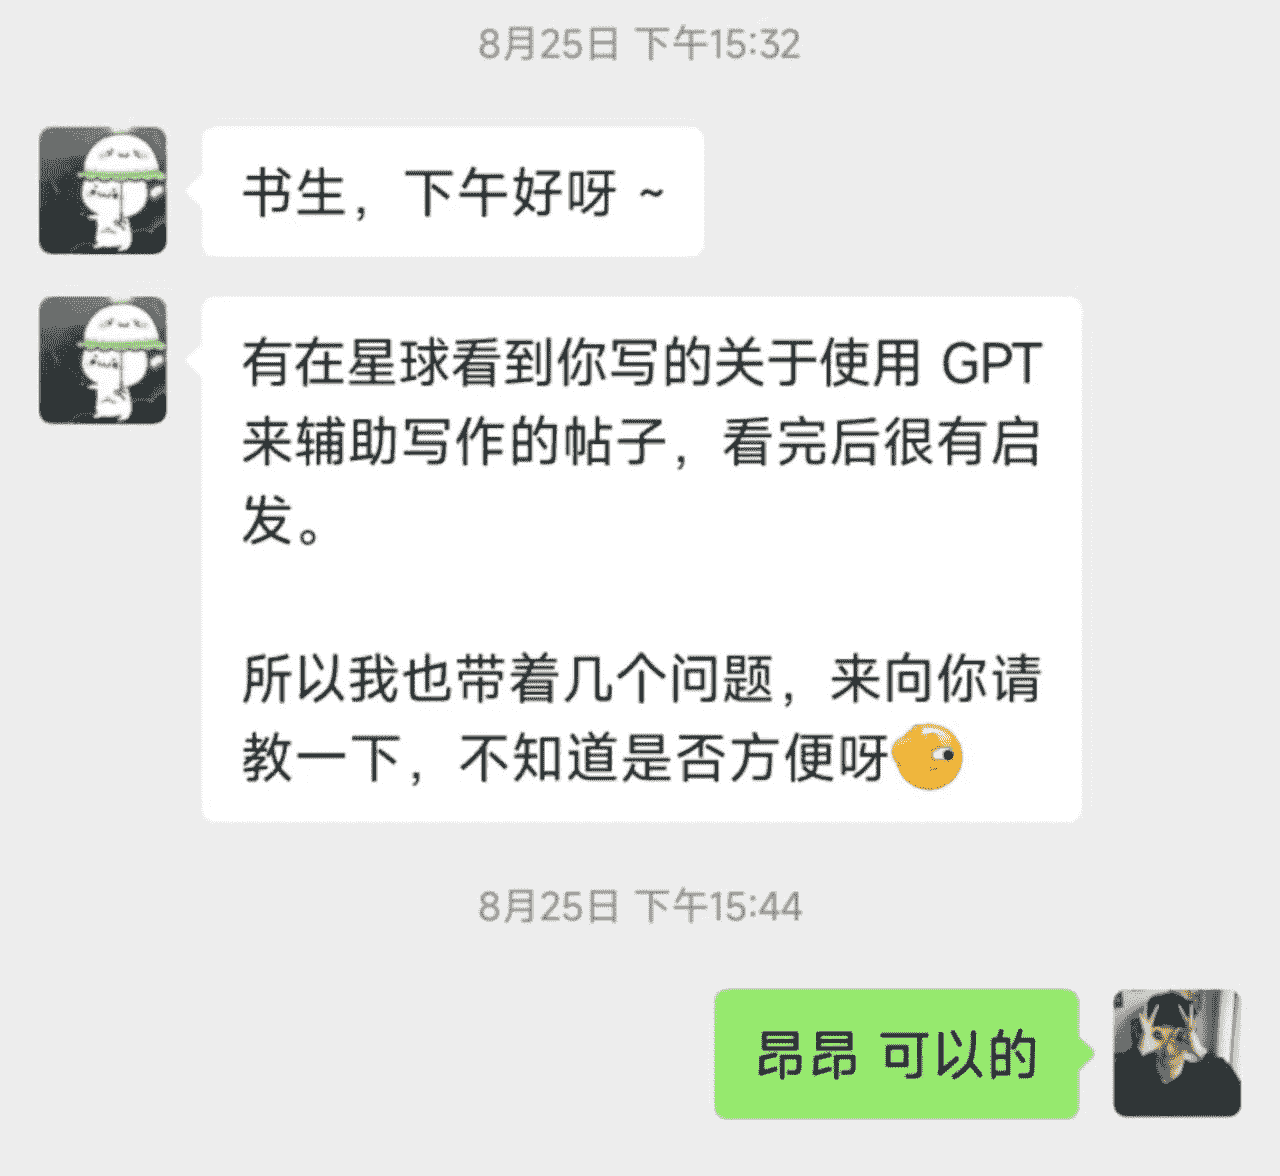 8月25日 下午15:32
书生，下午好呀 ~
有在星球看到你写的关于使用 GPT
来辅助写作的帖子，看完后很有启
发。
所以我也带着几个问题，来向你请
教一下，不知道是否方便呀
8月25日 下午15:44
昂昂 可以的